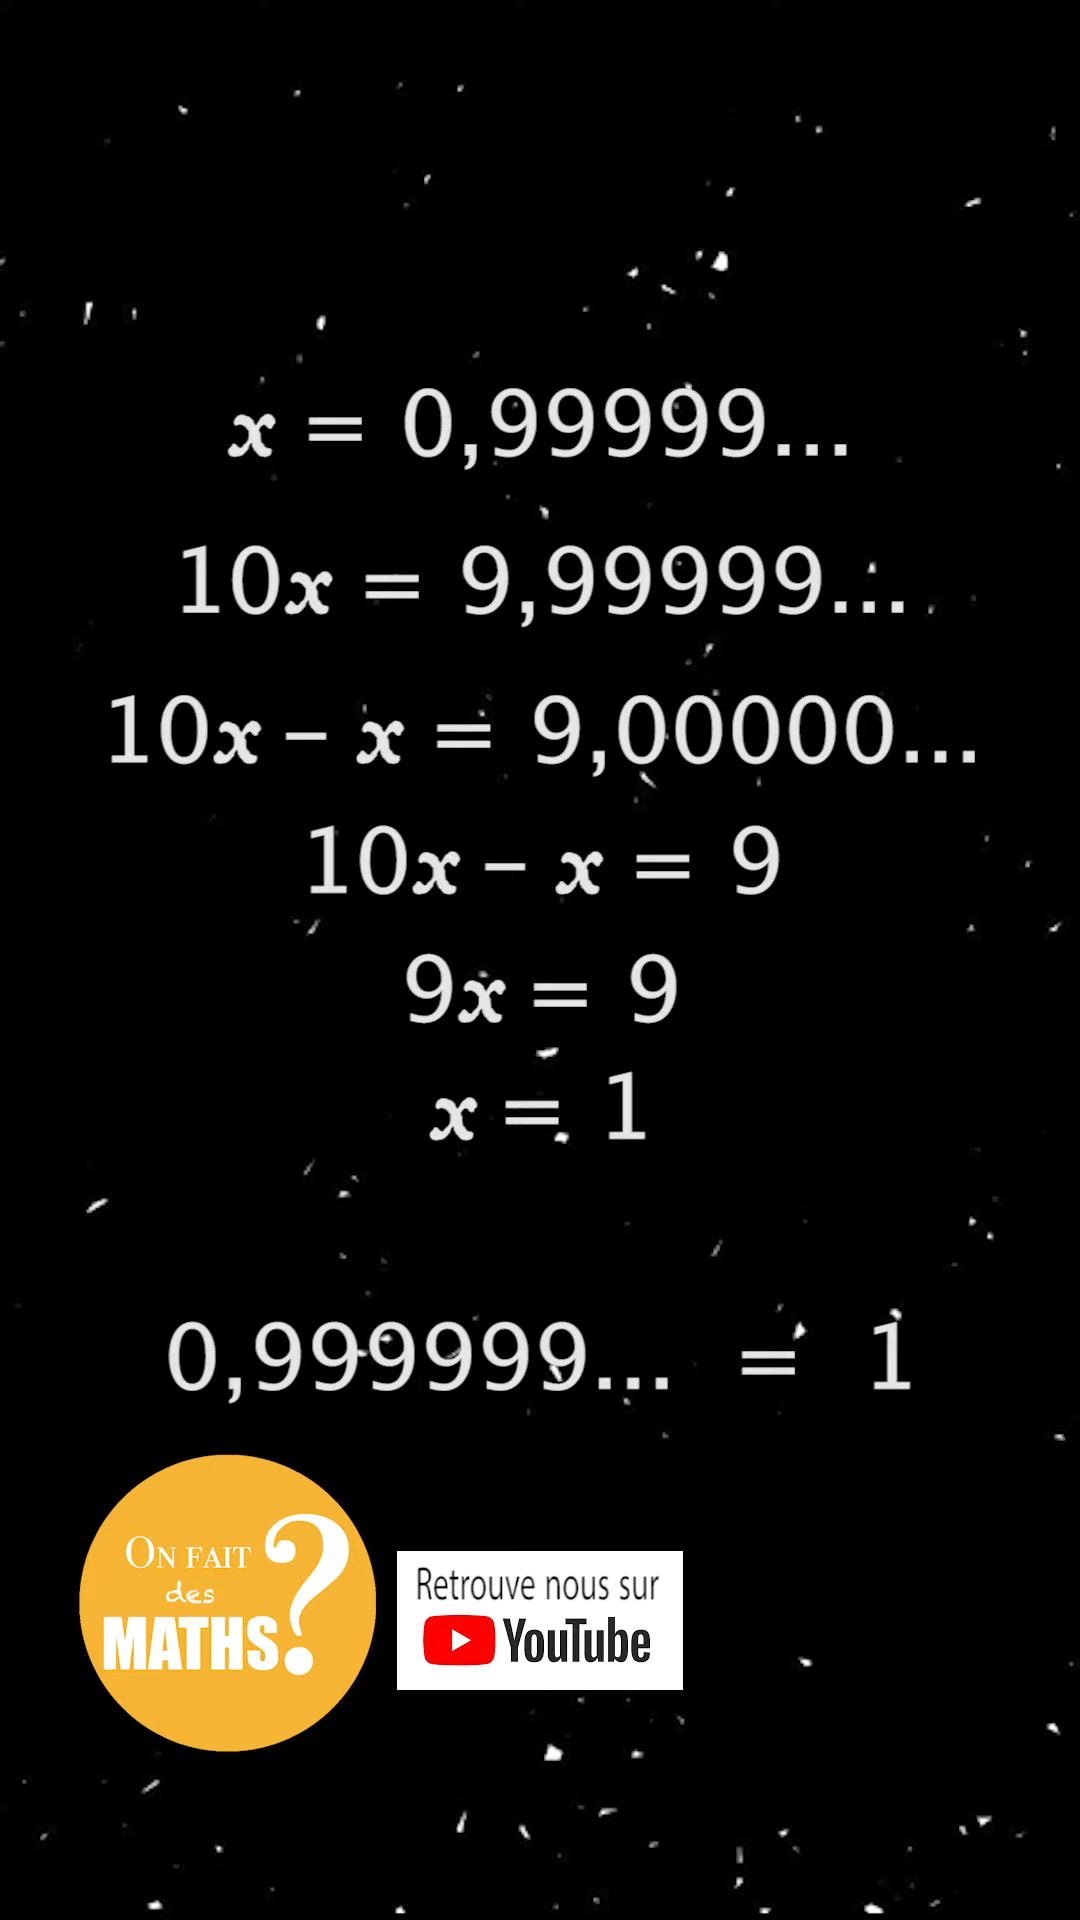 x = 0,99999...
10x = 9,99999...
10x – x = 9,00000...
10x – x = 9
9x = 9
x = 1
0,999999... = 1
ON FAIT
des
MATHS?
Retrouve nous sur
YouTube